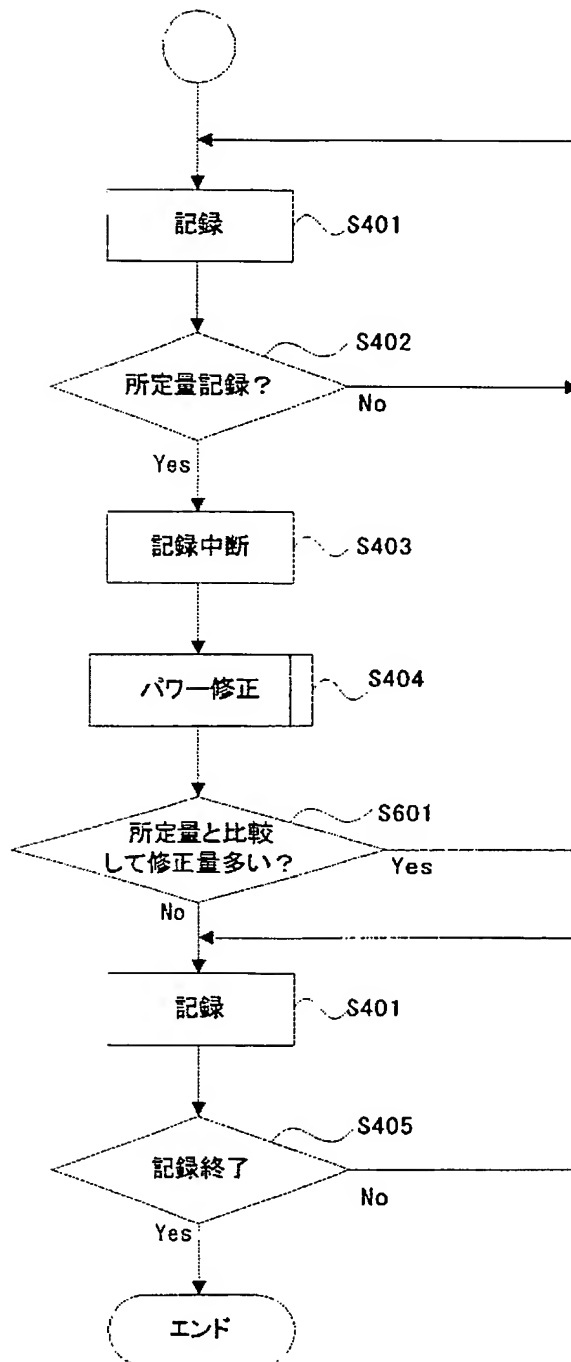 記録
S401
S402
所定量記録？
No
Yes
記録中断
S403
パワー修正
S404
S601
所定量と比較
して修正量多い？
Yes
No
記録
S401
S405
記録終了
No
Yes
エンド